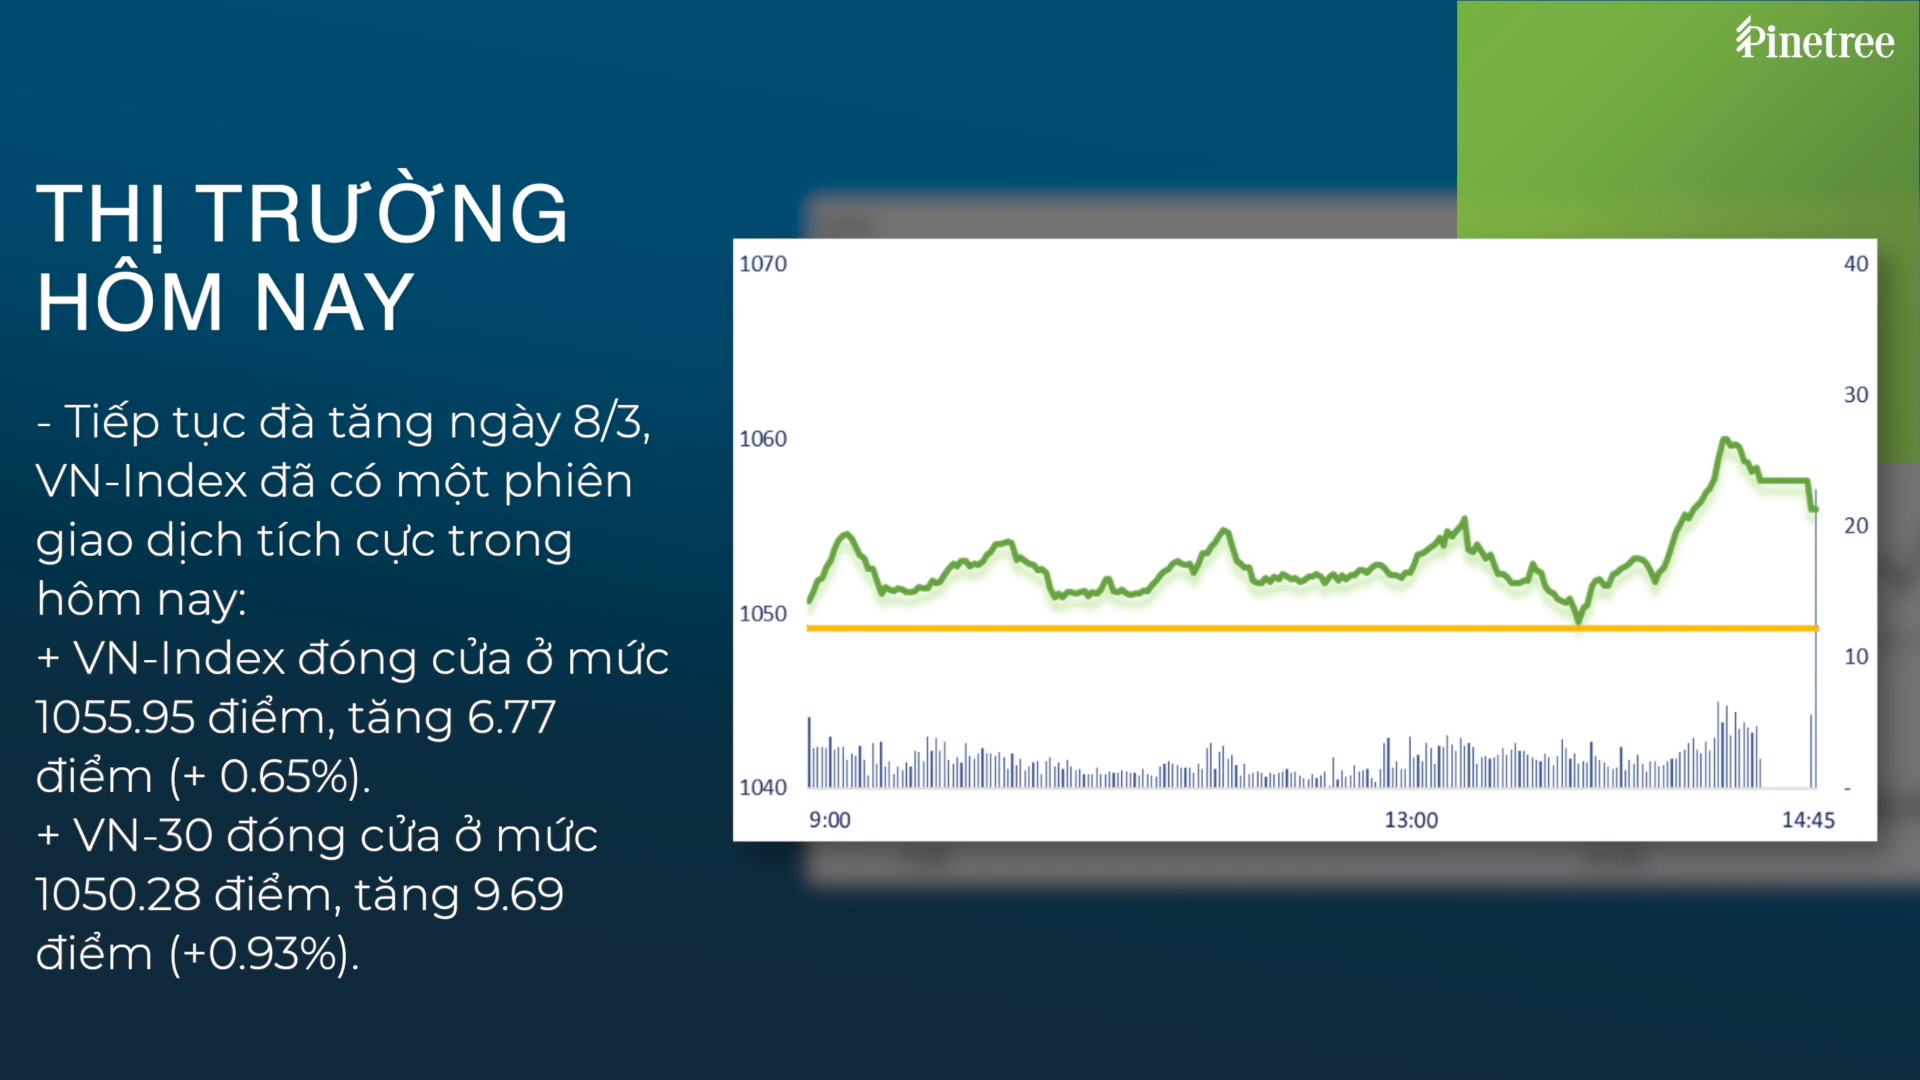 Pinetree
THỊ TRƯỜNG
HÔM NAY
- Tiếp tục đà tăng ngày 8/3,
VN-Index đã có một phiên
giao dịch tích cực trong
hôm nay:
+ VN-Index đóng cửa ở mức
1055.95 điểm, tăng 6.77
điểm (+ 0.65%).
+ VN-30 đóng cửa ở mức
1050.28 điểm, tăng 9.69
điểm (+0.93%).
1070
1060
1050
1040
40
30
20
10
-
9:00
13:00
14:45